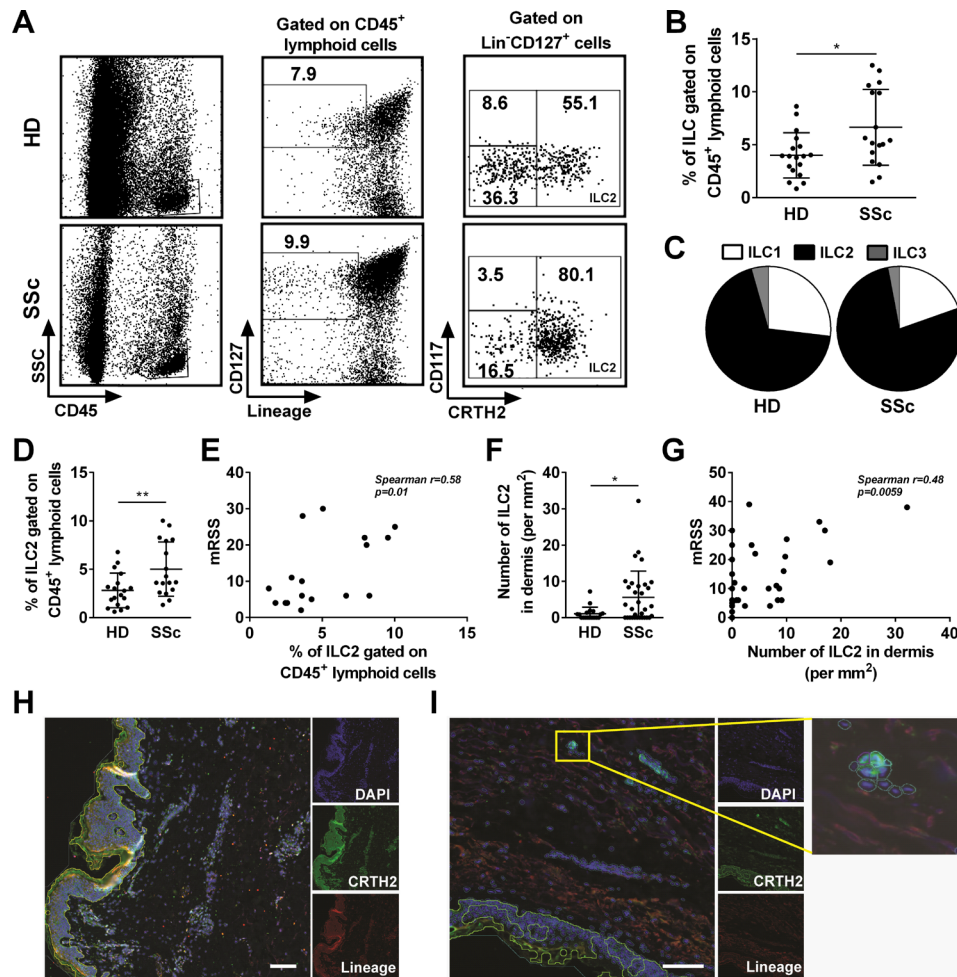 A
Gated on CD45+
lymphoid cells
Gated on
Lin-CD127+ cells
HD
7.9
8.6
55.1
36.3
ILC2
SSc
9.9
3.5
80.1
16.5
ILC2
SSC
CD45
CD127
Lineage
CD117
CRTH2
B
% of ILC gated on
CD45+ lymphoid cells
15
10
5
0
*
HD
SSc
C
ILC1
ILC2
ILC3
HD
SSc
D
% of ILC2 gated on
CD45+ lymphoid cells
15
10
5
0
**
HD
SSc
E
mRSS
40
30
20
10
0
Spearman r=0.58
p=0.01
0
5
10
15
% of ILC2 gated on
CD45+ lymphoid cells
F
Number of ILC2
in dermis (per mm2)
40
30
20
10
0
*
HD
SSc
G
mRSS
50
40
30
20
10
0
Spearman r=0.48
p=0.0059
0
10
20
30
40
Number of ILC2 in dermis
(per mm2)
H
DAPI
CRTH2
Lineage
I
DAPI
CRTH2
Lineage